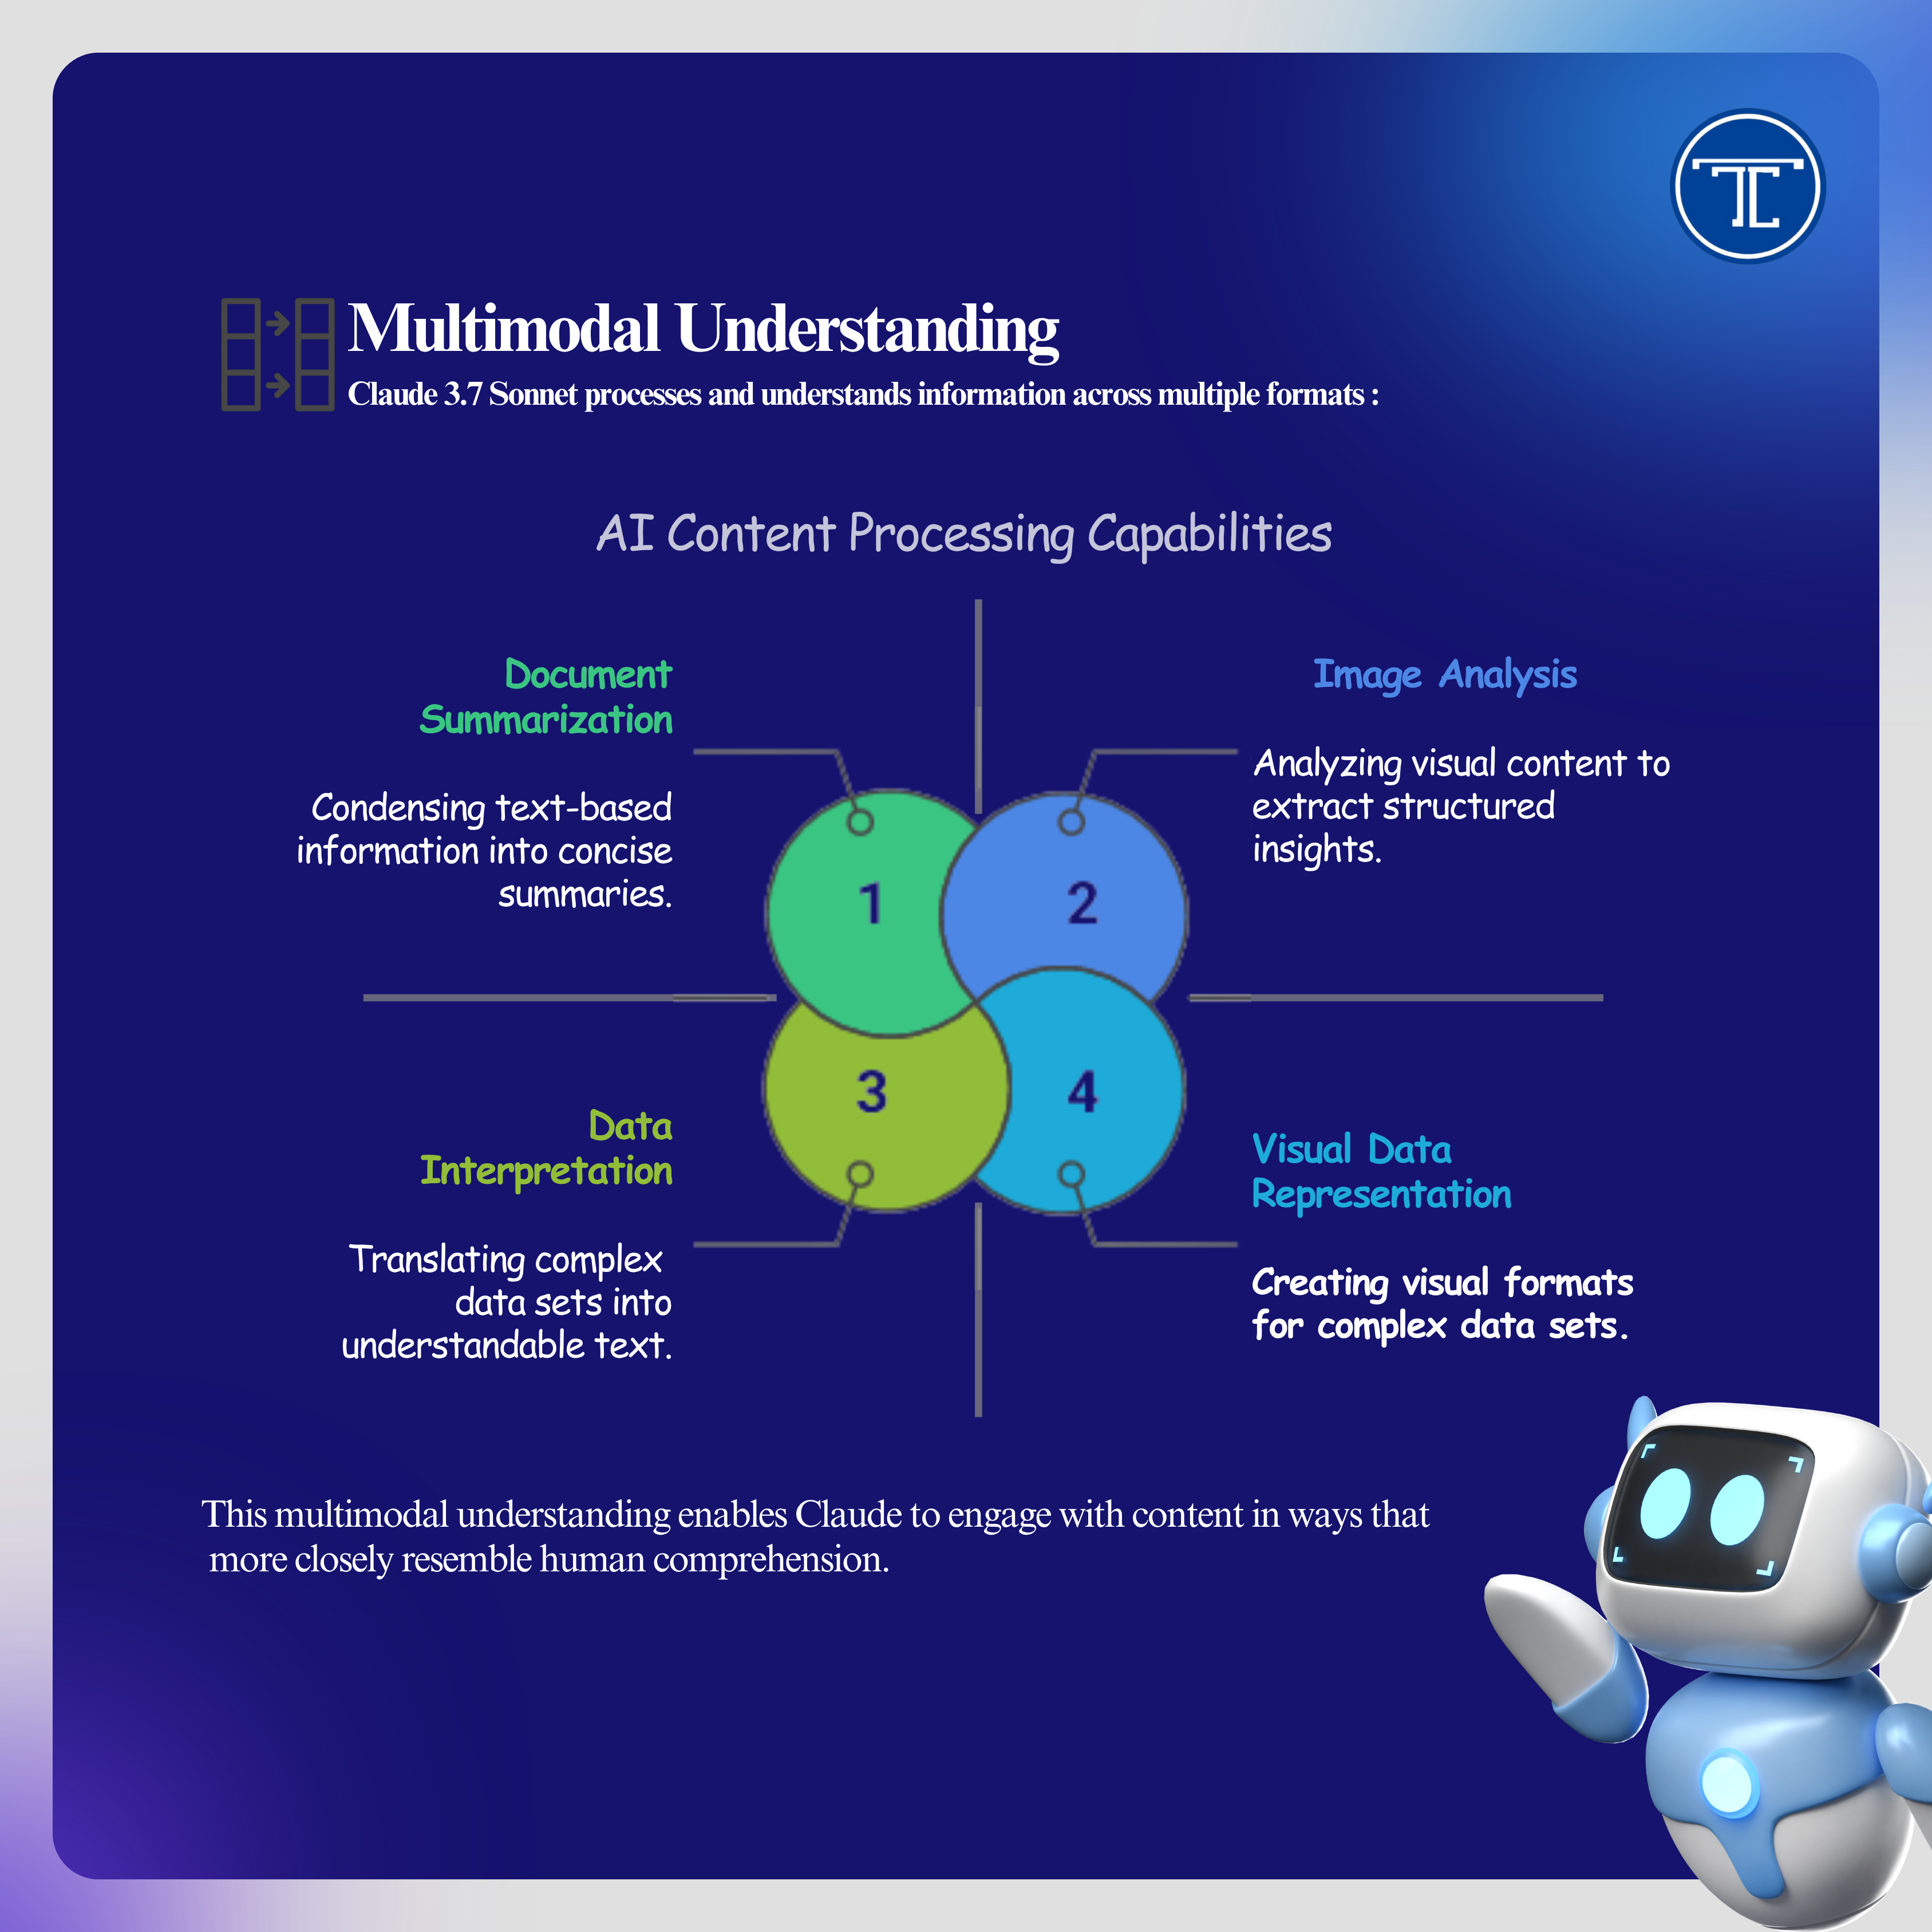 TC
Multimodal Understanding
Claude 3.7 Sonnet processes and understands information across multiple formats :
AI Content Processing Capabilities
Document
Summarization
Condensing text-based
information into concise
summaries.
Image Analysis
Analyzing visual content to
extract structured
insights.
1
2
3
4
Data
Interpretation
Translating complex
data sets into
understandable text.
Visual Data
Representation
Creating visual formats
for complex data sets.
This multimodal understanding enables Claude to engage with content in ways that
more closely resemble human comprehension.